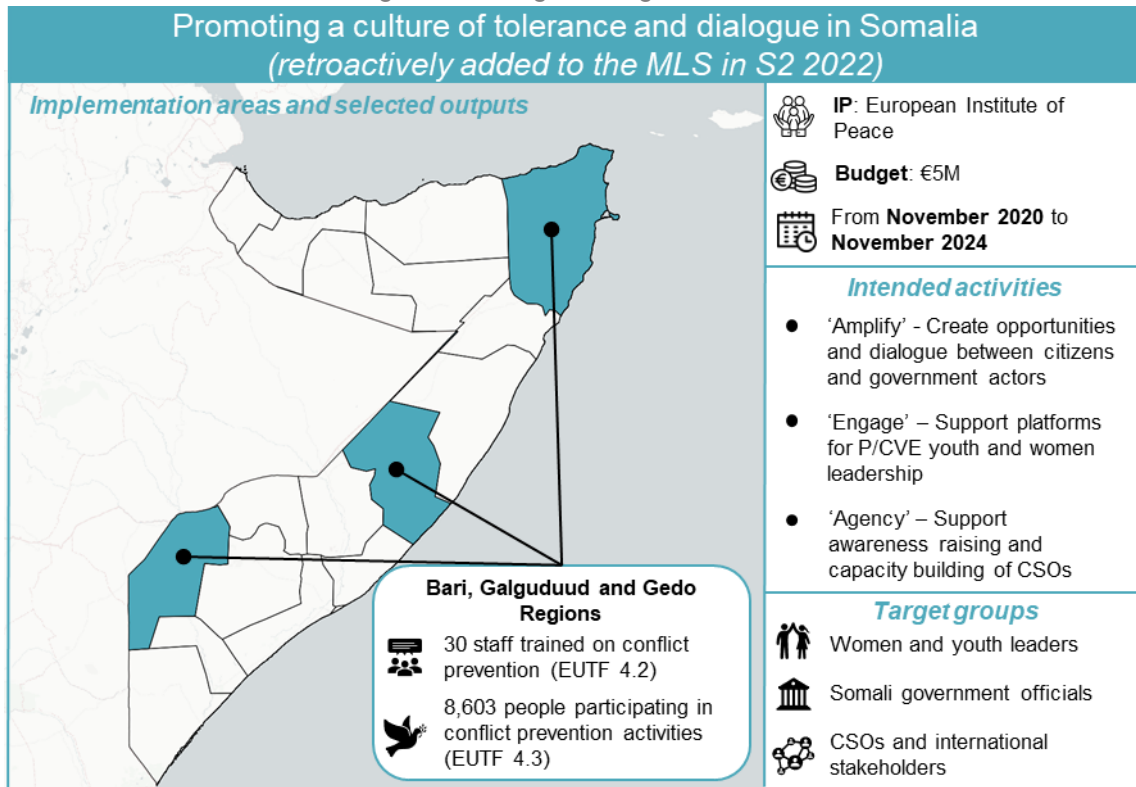 Promoting a culture of tolerance and dialogue in Somalia
(retroactively added to the MLS in S2 2022)
Implementation areas and selected outputs
Bari, Galguduud and Gedo
Regions
30 staff trained on conflict
prevention (EUTF 4.2)
8,603 people participating in
conflict prevention activities
(EUTF 4.3)
IP: European Institute of
Peace
Budget: €5M
From November 2020 to
November 2024
Intended activities
● ‘Amplify’ - Create opportunities
and dialogue between citizens
and government actors
● ‘Engage’ – Support platforms
for P/CVE youth and women
leadership
● ‘Agency’ – Support
awareness raising and
capacity building of CSOs
Target groups
Women and youth leaders
Somali government officials
CSOs and international
stakeholders